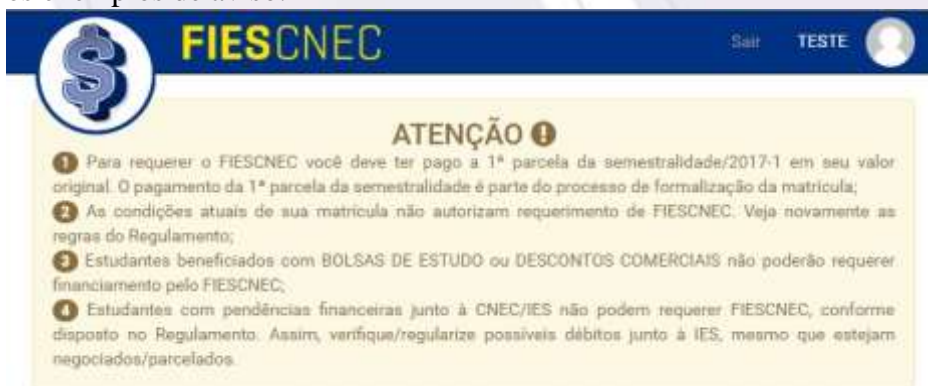 FIESCNEC
Sair TESTE
ATENÇÃO
1 Para requerer o FIESCNEC você deve ter pago a 1ª parcela da semestralidade/2017-1 em seu valor
original. O pagamento da 1ª parcela da semestralidade é parte do processo de formalização da matrícula;
2 As condições atuais de sua matrícula não autorizam requerimento de FIESCNEC. Veja novamente as
regras do Regulamento;
3 Estudantes beneficiados com BOLSAS DE ESTUDO ou DESCONTOS COMERCIAIS não poderão requerer
financiamento pelo FIESCNEC;
4 Estudantes com pendências financeiras junto à CNEC/IES não podem requerer FIESCNEC, conforme
disposto no Regulamento. Assim, verifique/regularize possíveis débitos junto à IES, mesmo que estejam
negociados/parcelados.